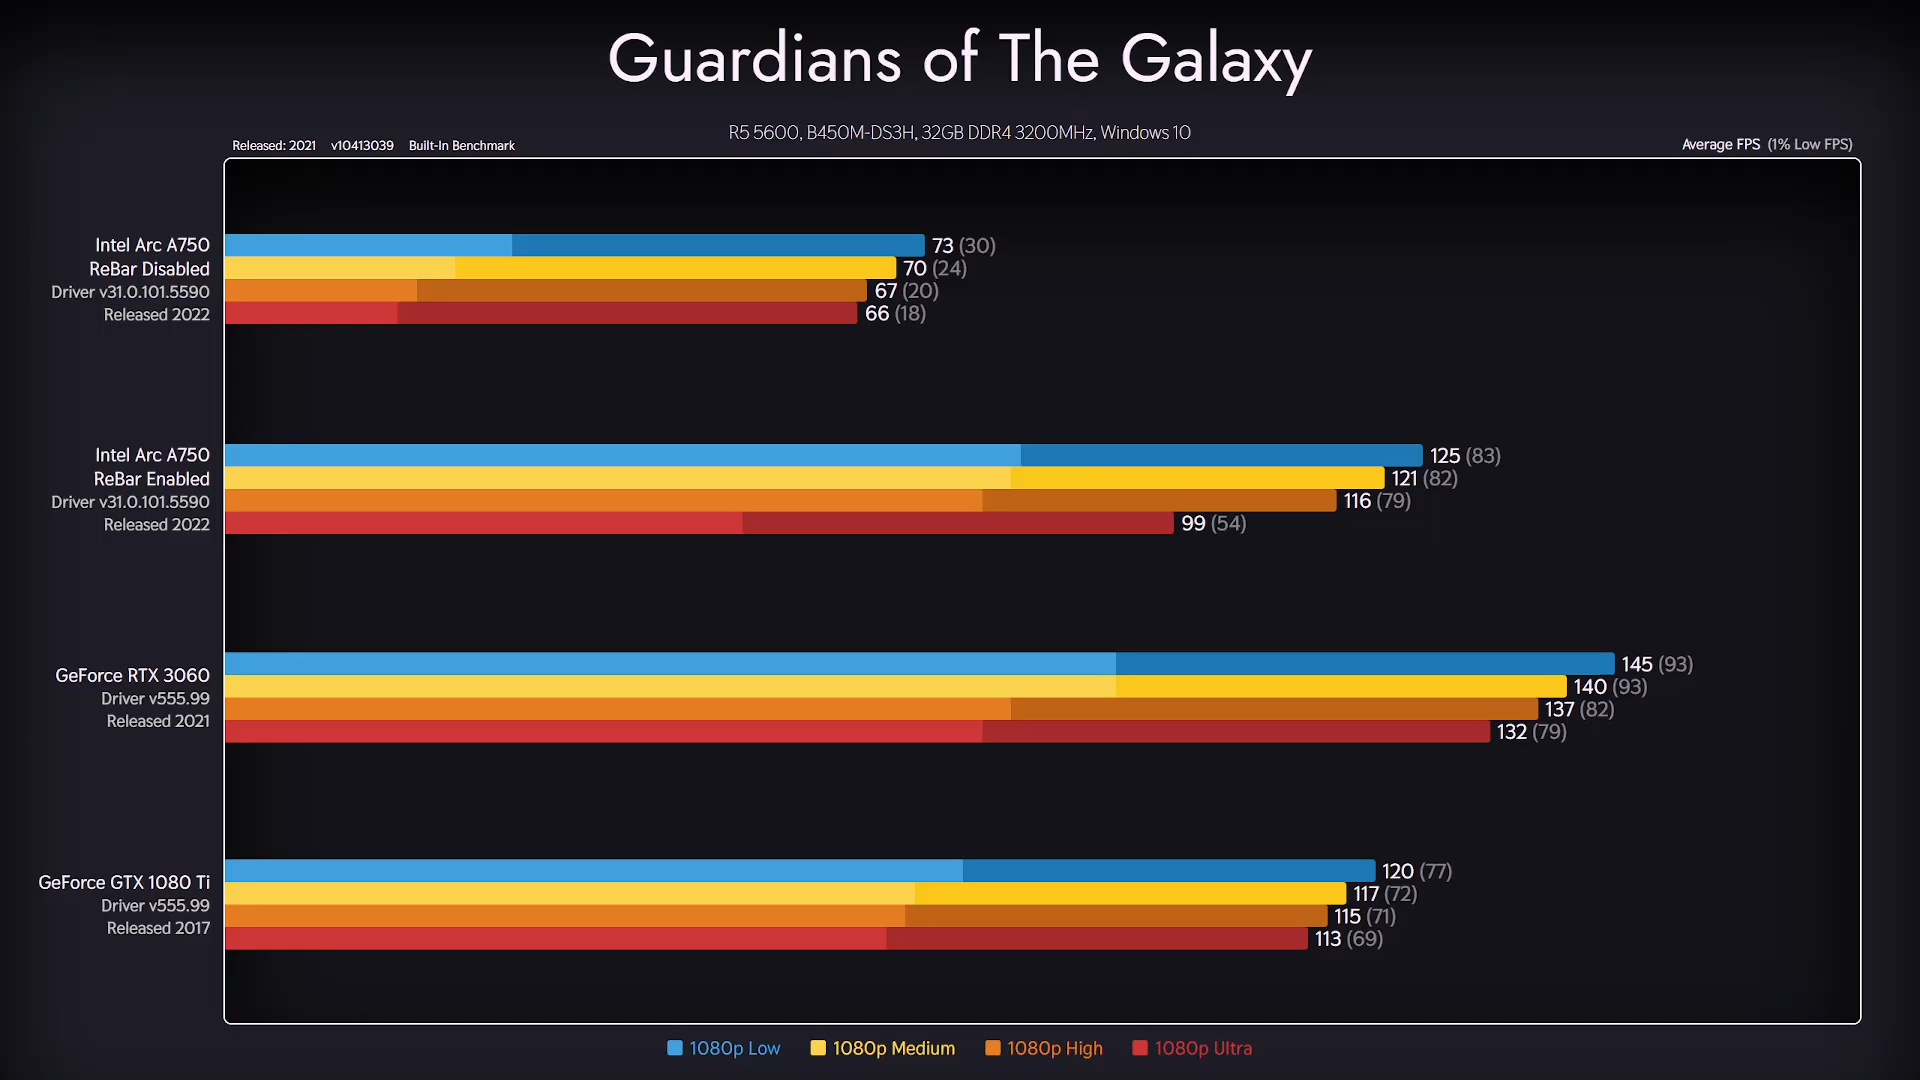 Guardians of The Galaxy
R5 5600, B450M-DS3H, 32GB DDR4 3200MHz, Windows 10
Released: 2021 v10413039 Built-In Benchmark
Average FPS (1% Low FPS)
Intel Arc A750
ReBar Disabled
Driver v31.0.101.5590
Released 2022
73 (30)
70 (24)
67 (20)
66 (18)
Intel Arc A750
ReBar Enabled
Driver v31.0.101.5590
Released 2022
125 (83)
121 (82)
116 (79)
99 (54)
GeForce RTX 3060
Driver v555.99
Released 2021
145 (93)
140 (93)
137 (82)
132 (79)
GeForce GTX 1080 Ti
Driver v555.99
Released 2017
120 (77)
117 (72)
115 (71)
113 (69)
1080p Low 1080p Medium 1080p High 1080p Ultra